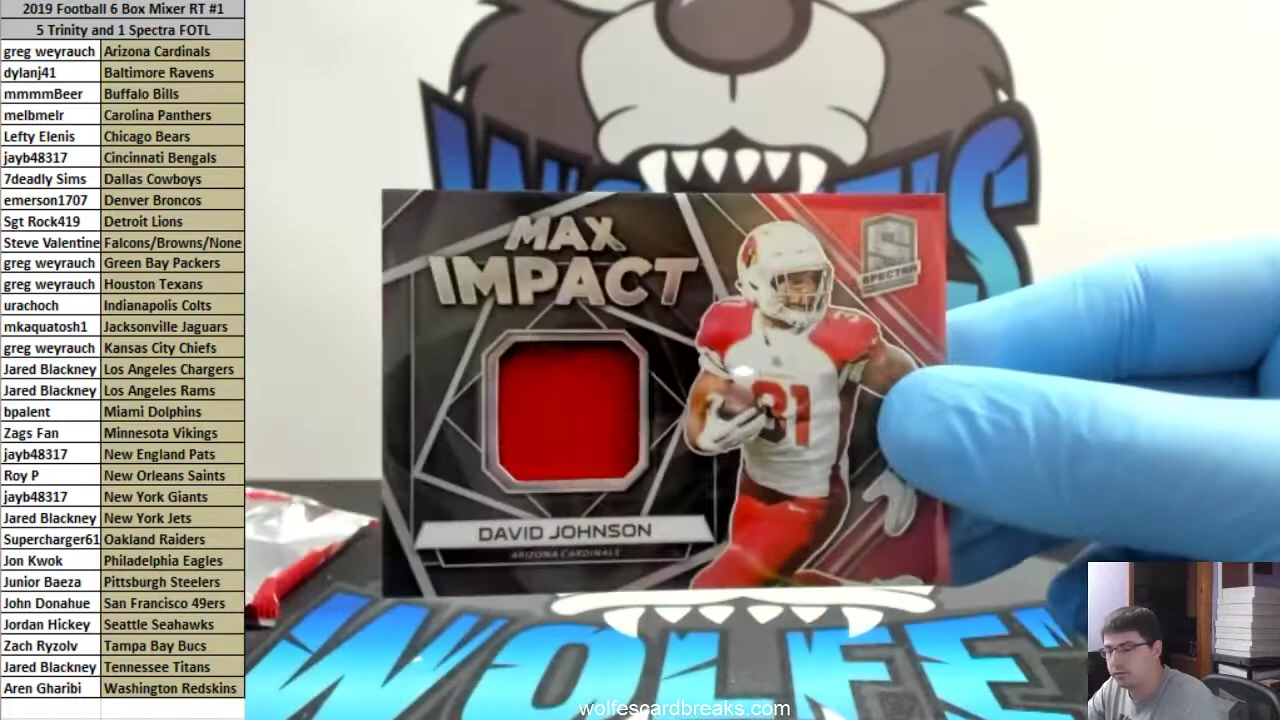 2019 Football 6 Box Mixer RT #1
5 Trinity and 1 Spectra FOTL
greg weyrauch Arizona Cardinals
dylanj41 Baltimore Ravens
mmmmBeer Buffalo Bills
melbmelr Carolina Panthers
Lefty Elenis Chicago Bears
jayb48317 Cincinnati Bengals
7deadly Sims Dallas Cowboys
emerson1707 Denver Broncos
Sgt Rock419 Detroit Lions
Steve Valentine Falcons/Browns/None
greg weyrauch Green Bay Packers
greg weyrauch Houston Texans
urachoch Indianapolis Colts
mkaquatosh1 Jacksonville Jaguars
greg weyrauch Kansas City Chiefs
Jared Blackney Los Angeles Chargers
Jared Blackney Los Angeles Rams
bpalent Miami Dolphins
Zags Fan Minnesota Vikings
jayb48317 New England Pats
Roy P New Orleans Saints
jayb48317 New York Giants
Jared Blackney New York Jets
Supercharger61 Oakland Raiders
Jon Kwok Philadelphia Eagles
Junior Baeza Pittsburgh Steelers
John Donahue San Francisco 49ers
Jordan Hickey Seattle Seahawks
Zach Ryzolv Tampa Bay Bucs
Jared Blackney Tennessee Titans
Aren Gharibi Washington Redskins
MAX
IMPACT
S
SPECTRA
31
31
DAVID JOHNSON
ARIZONA CARDINALS
WOLFE'
wolfescardbreaks.com